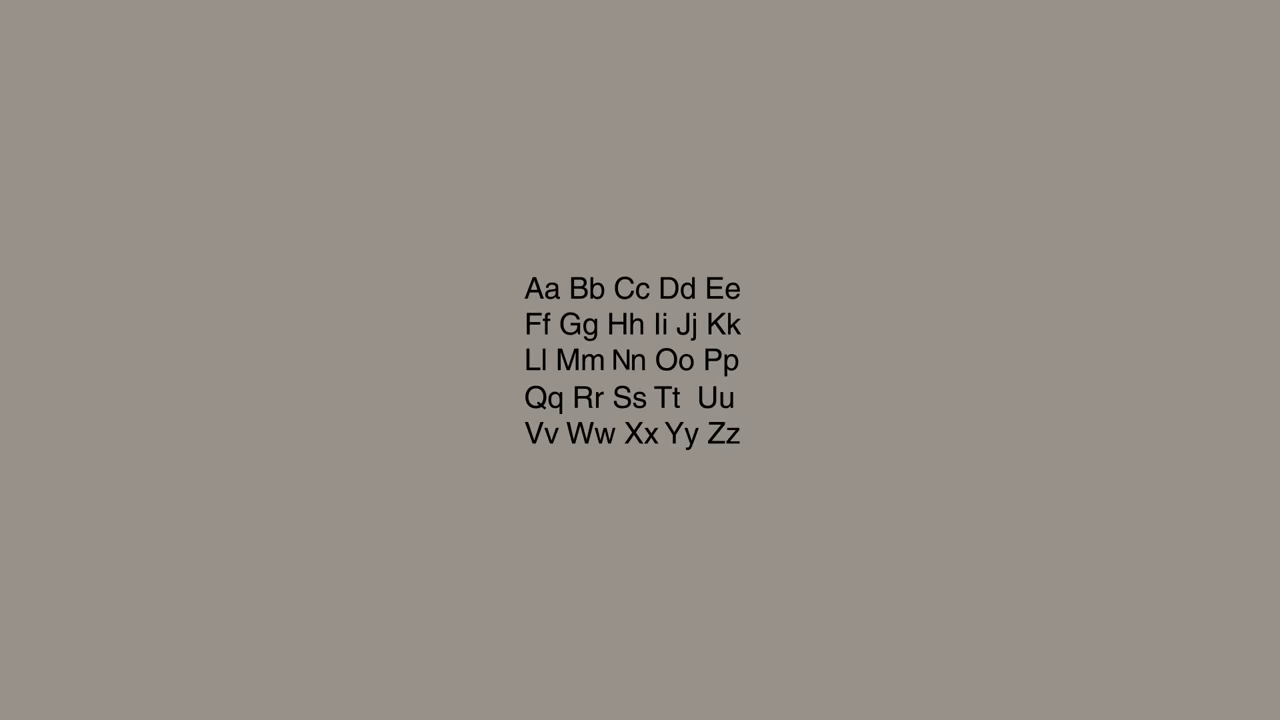 Aa Bb Cc Dd Ee
Ff Gg Hh Ii Jj Kk
Ll Mm Nn Oo Pp
Qq Rr Ss Tt Uu
Vv Ww Xx Yy Zz